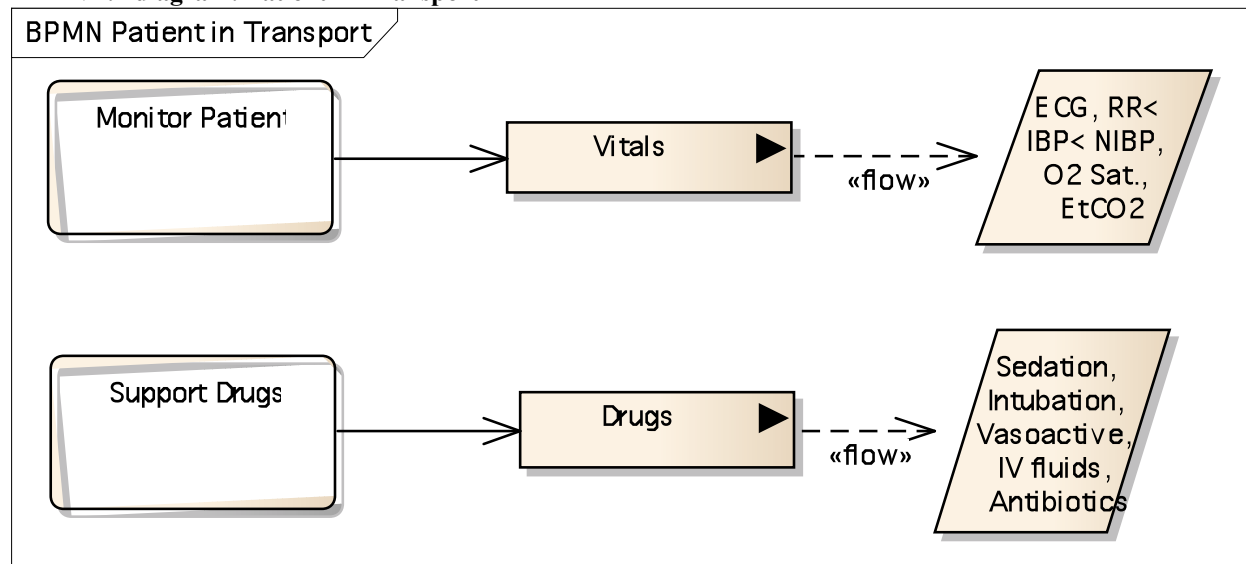 BPMN Patient in Transport
Monitor Patient
Vitals
«flow»
ECG, RR<
IBP< NIBP,
O2 Sat.,
EtCO2
Support Drugs
Drugs
«flow»
Sedation,
Intubation,
Vasoactive,
IV fluids,
Antibiotics